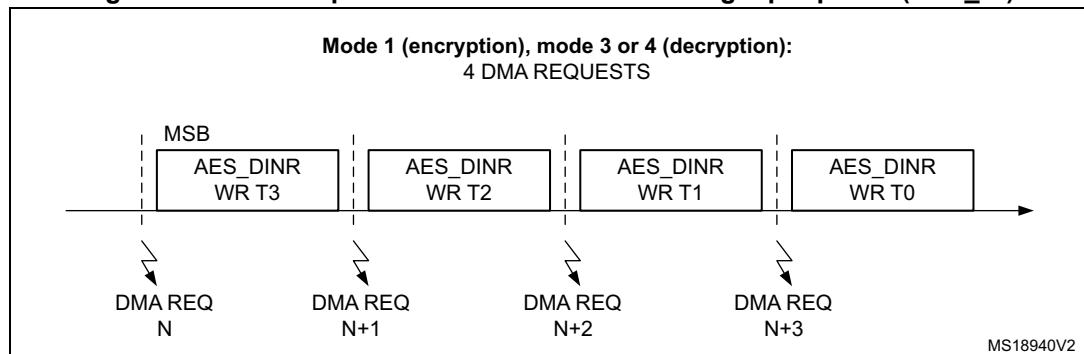 Mode 1 (encryption), mode 3 or 4 (decryption):
4 DMA REQUESTS
MSB
AES_DINR
WR T3
AES_DINR
WR T2
AES_DINR
WR T1
AES_DINR
WR T0
DMA REQ
N
DMA REQ
N+1
DMA REQ
N+2
DMA REQ
N+3
MS18940V2